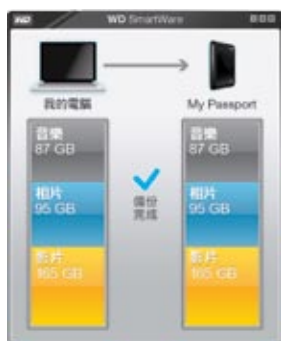 WD
WD SmartWare
我的電腦
My Passport
音樂
87 GB
音樂
87 GB
相片
95 GB
備份
完成
相片
95 GB
影片
165 GB
影片
165 GB